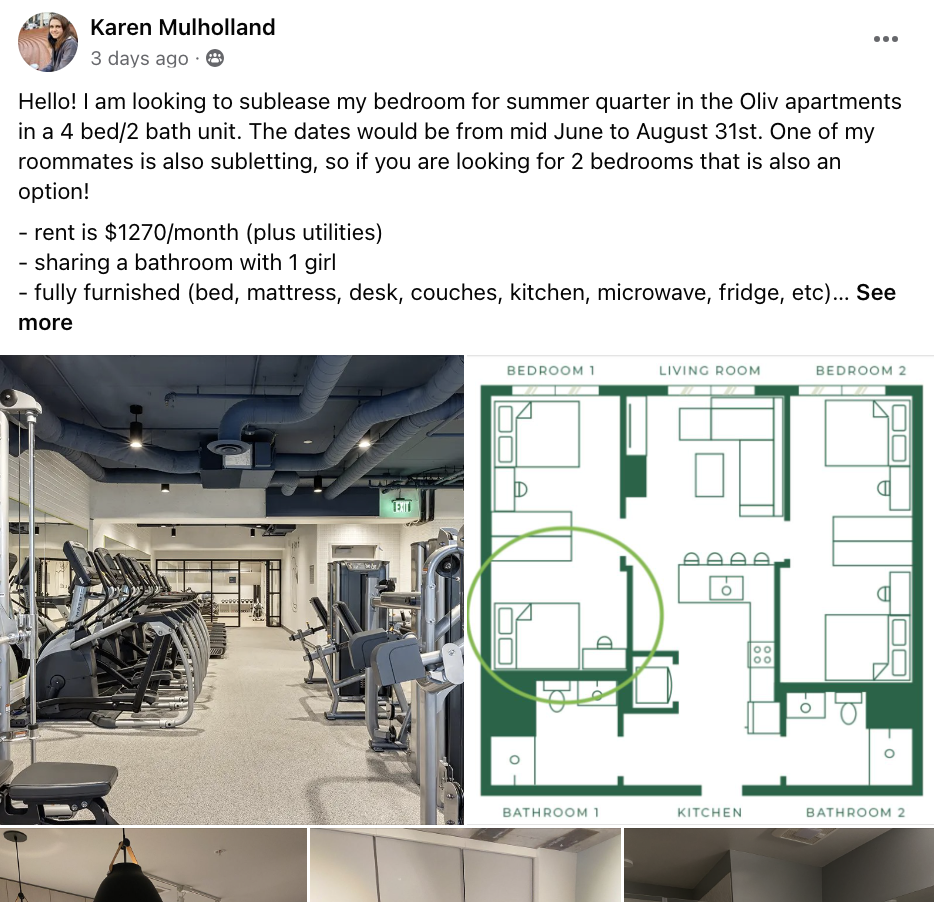 Karen Mulholland
3 days ago ·
Hello! I am looking to sublease my bedroom for summer quarter in the Oliv apartments
in a 4 bed/2 bath unit. The dates would be from mid June to August 31st. One of my
roommates is also subletting, so if you are looking for 2 bedrooms that is also an
option!
- rent is $1270/month (plus utilities)
- sharing a bathroom with 1 girl
- fully furnished (bed, mattress, desk, couches, kitchen, microwave, fridge, etc)... See
more
EXIT
BEDROOM 1
LIVING ROOM
BEDROOM 2
BATHROOM 1
KITCHEN
BATHROOM 2